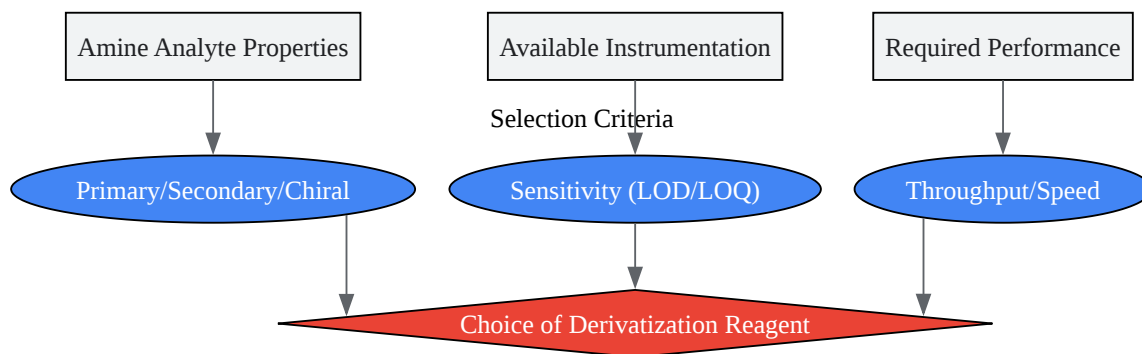 Amine Analyte Properties
Available Instrumentation
Required Performance
Selection Criteria
Primary/Secondary/Chiral
Sensitivity (LOD/LOQ)
Throughput/Speed
Choice of Derivatization Reagent